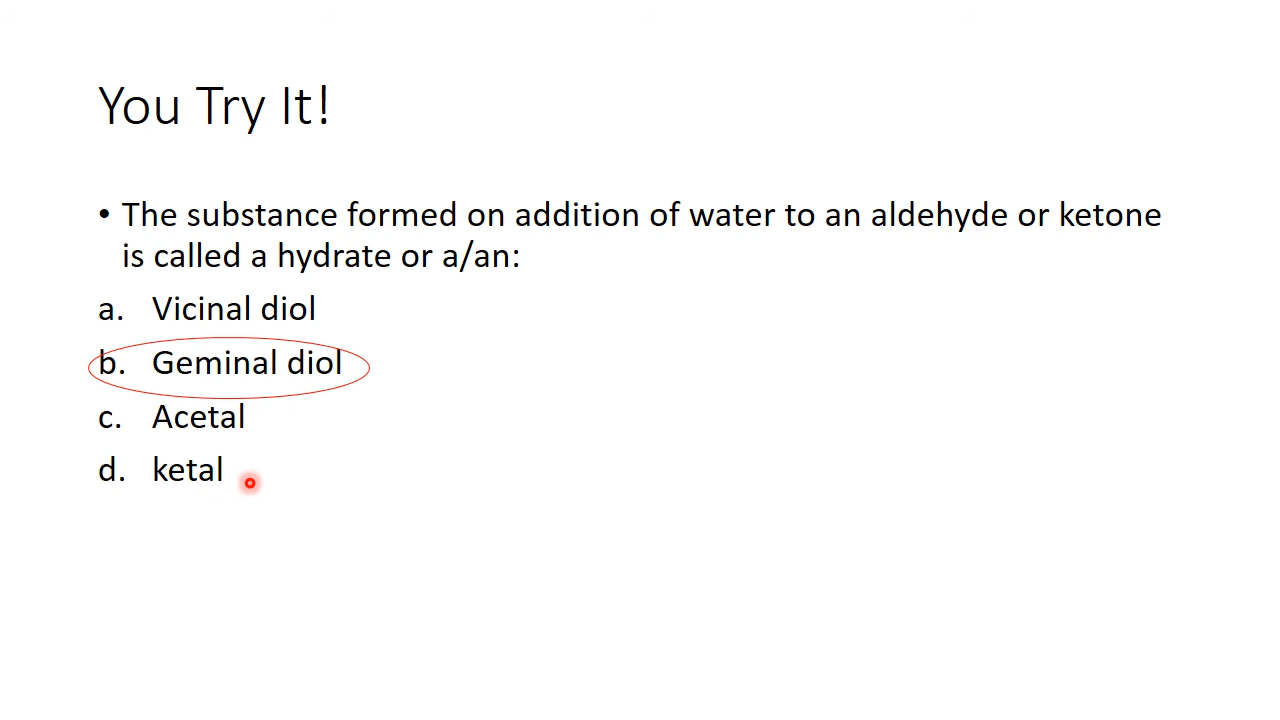 You Try It!
• The substance formed on addition of water to an aldehyde or ketone
is called a hydrate or a/an:
a. Vicinal diol
b. Geminal diol
c. Acetal
d. ketal